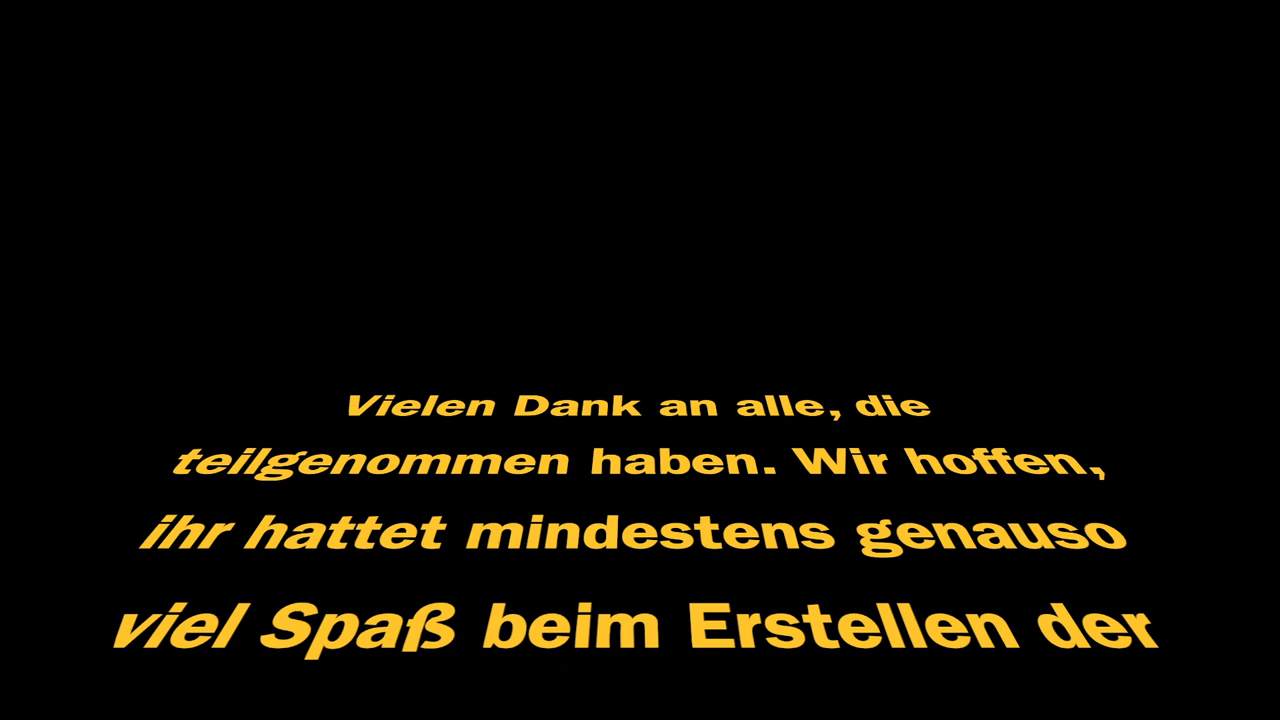 Vielen Dank an alle, die
teilgenommen haben. Wir hoffen,
ihr hattet mindestens genauso
viel Spaß beim Erstellen der